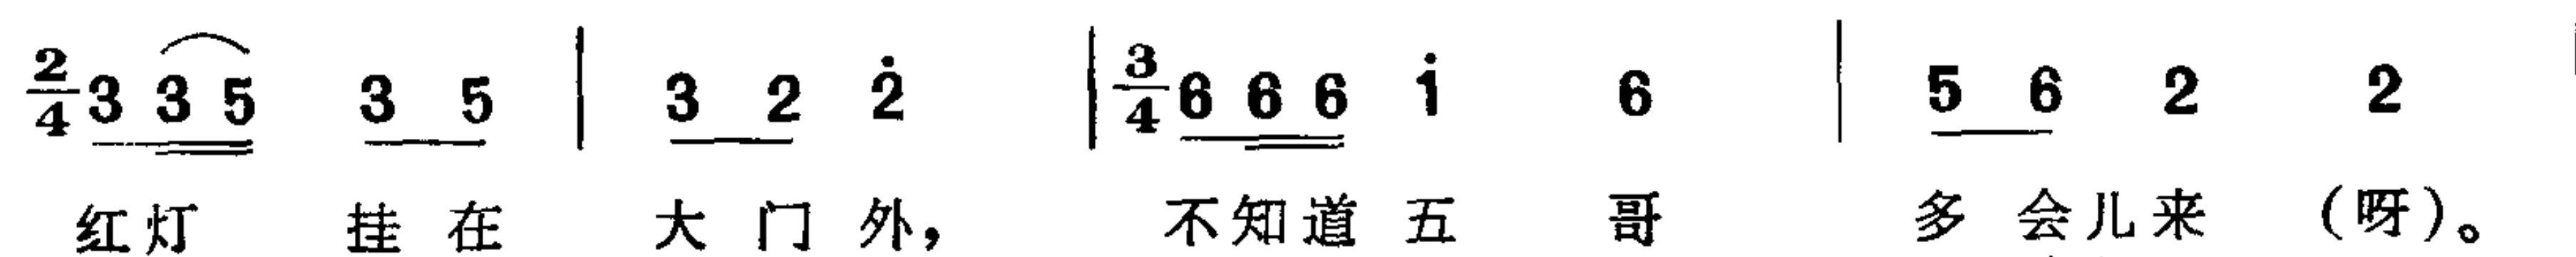 2/4 3 3 5 3 5 | 3 2 2̇ | 3/4 6 6 6 1̇ 6 | 5 6 2 2 |
红灯 挂在 大门外，不知道五哥 多会儿来（呀）。